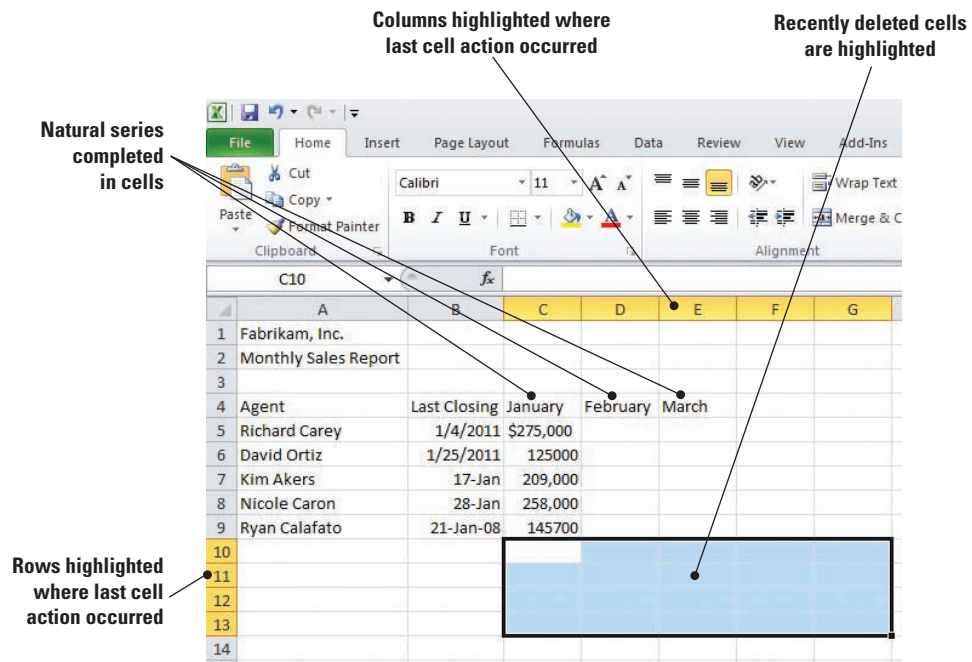 Columns highlighted where
last cell action occurred
Recently deleted cells
are highlighted
Natural series
completed
in cells
File Home Insert Page Layout Formulas Data Review View Add-Ins
Cut
Copy
Format Painter
Paste
Calibri 11 A A
B I U A
Wrap Text
Merge & C
Clipboard Font Alignment
C10 fx
A B C D E F G
1 Fabrikam, Inc.
2 Monthly Sales Report
3
4 Agent Last Closing January February March
5 Richard Carey 1/4/2011 $275,000
6 David Ortiz 1/25/2011 125000
7 Kim Akers 17-Jan 209,000
8 Nicole Caron 28-Jan 258,000
9 Ryan Calafato 21-Jan-08 145700
10
11
12
13
14
Rows highlighted
where last cell
action occurred